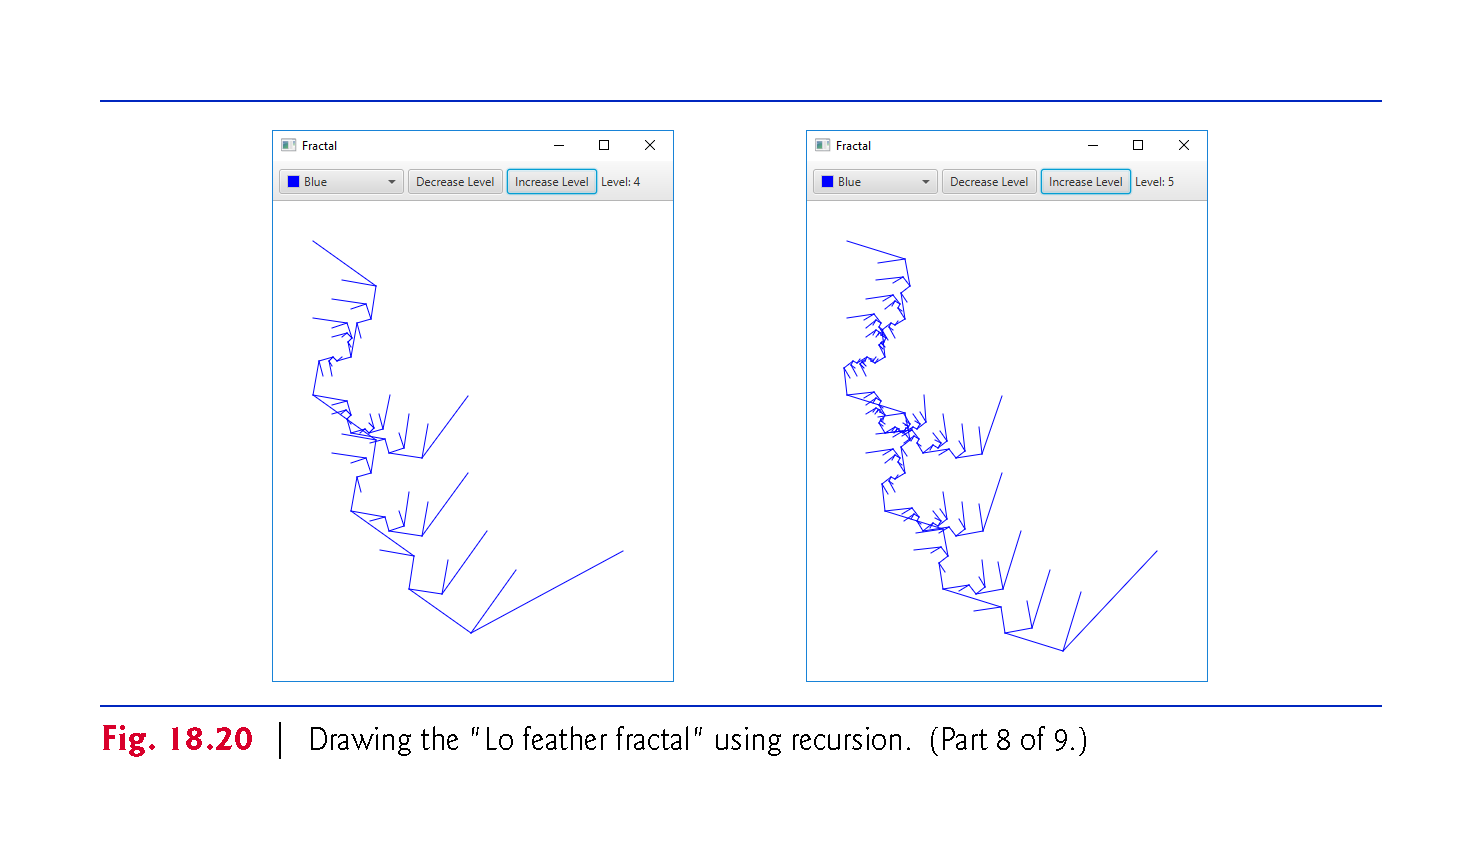 Fractal
Blue Decrease Level Increase Level Level: 4
Fractal
Blue Decrease Level Increase Level Level: 5
Fig. 18.20 | Drawing the "Lo feather fractal" using recursion. (Part 8 of 9.)